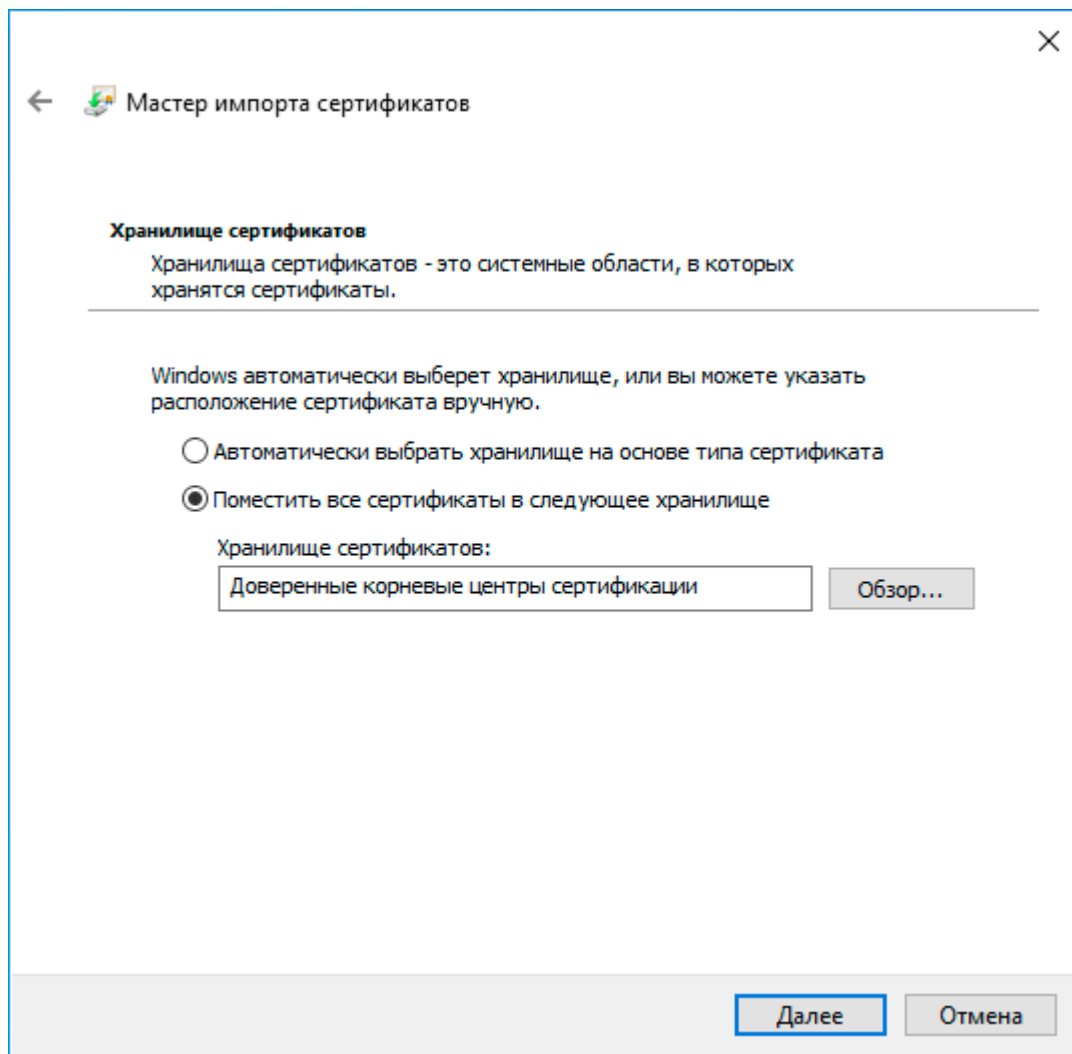 Мастер импорта сертификатов
Хранилище сертификатов
Хранилища сертификатов - это системные области, в которых
хранятся сертификаты.
Windows автоматически выберет хранилище, или вы можете указать
расположение сертификата вручную.
Автоматически выбрать хранилище на основе типа сертификата
Поместить все сертификаты в следующее хранилище
Хранилище сертификатов:
Доверенные корневые центры сертификации
Обзор...
Далее
Отмена